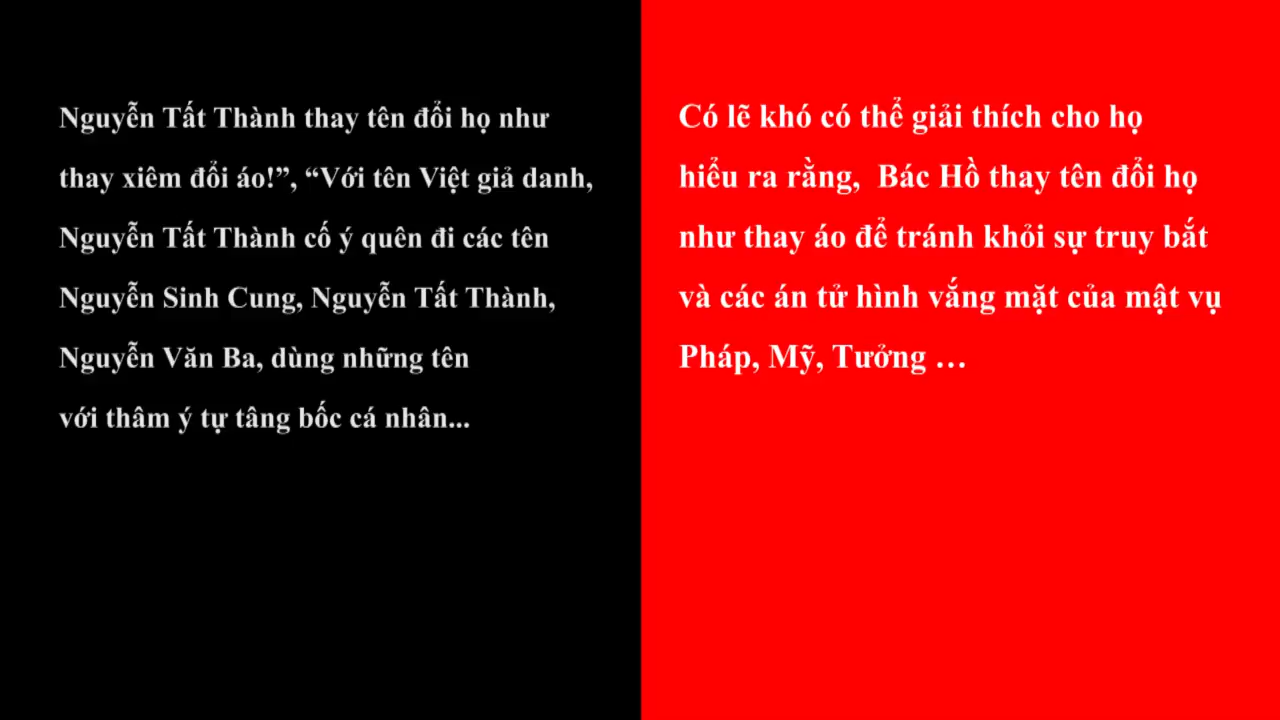 Nguyễn Tất Thành thay tên đổi họ như
thay xiêm đổi áo!”, “Với tên Việt giả danh,
Nguyễn Tất Thành cố ý quên đi các tên
Nguyễn Sinh Cung, Nguyễn Tất Thành,
Nguyễn Văn Ba, dùng những tên
với thâm ý tự tâng bốc cá nhân...
Có lẽ khó có thể giải thích cho họ
hiểu ra rằng,  Bác Hồ thay tên đổi họ
như thay áo để tránh khỏi sự truy bắt
và các án tử hình vắng mặt của mật vụ
Pháp, Mỹ, Tưởng …